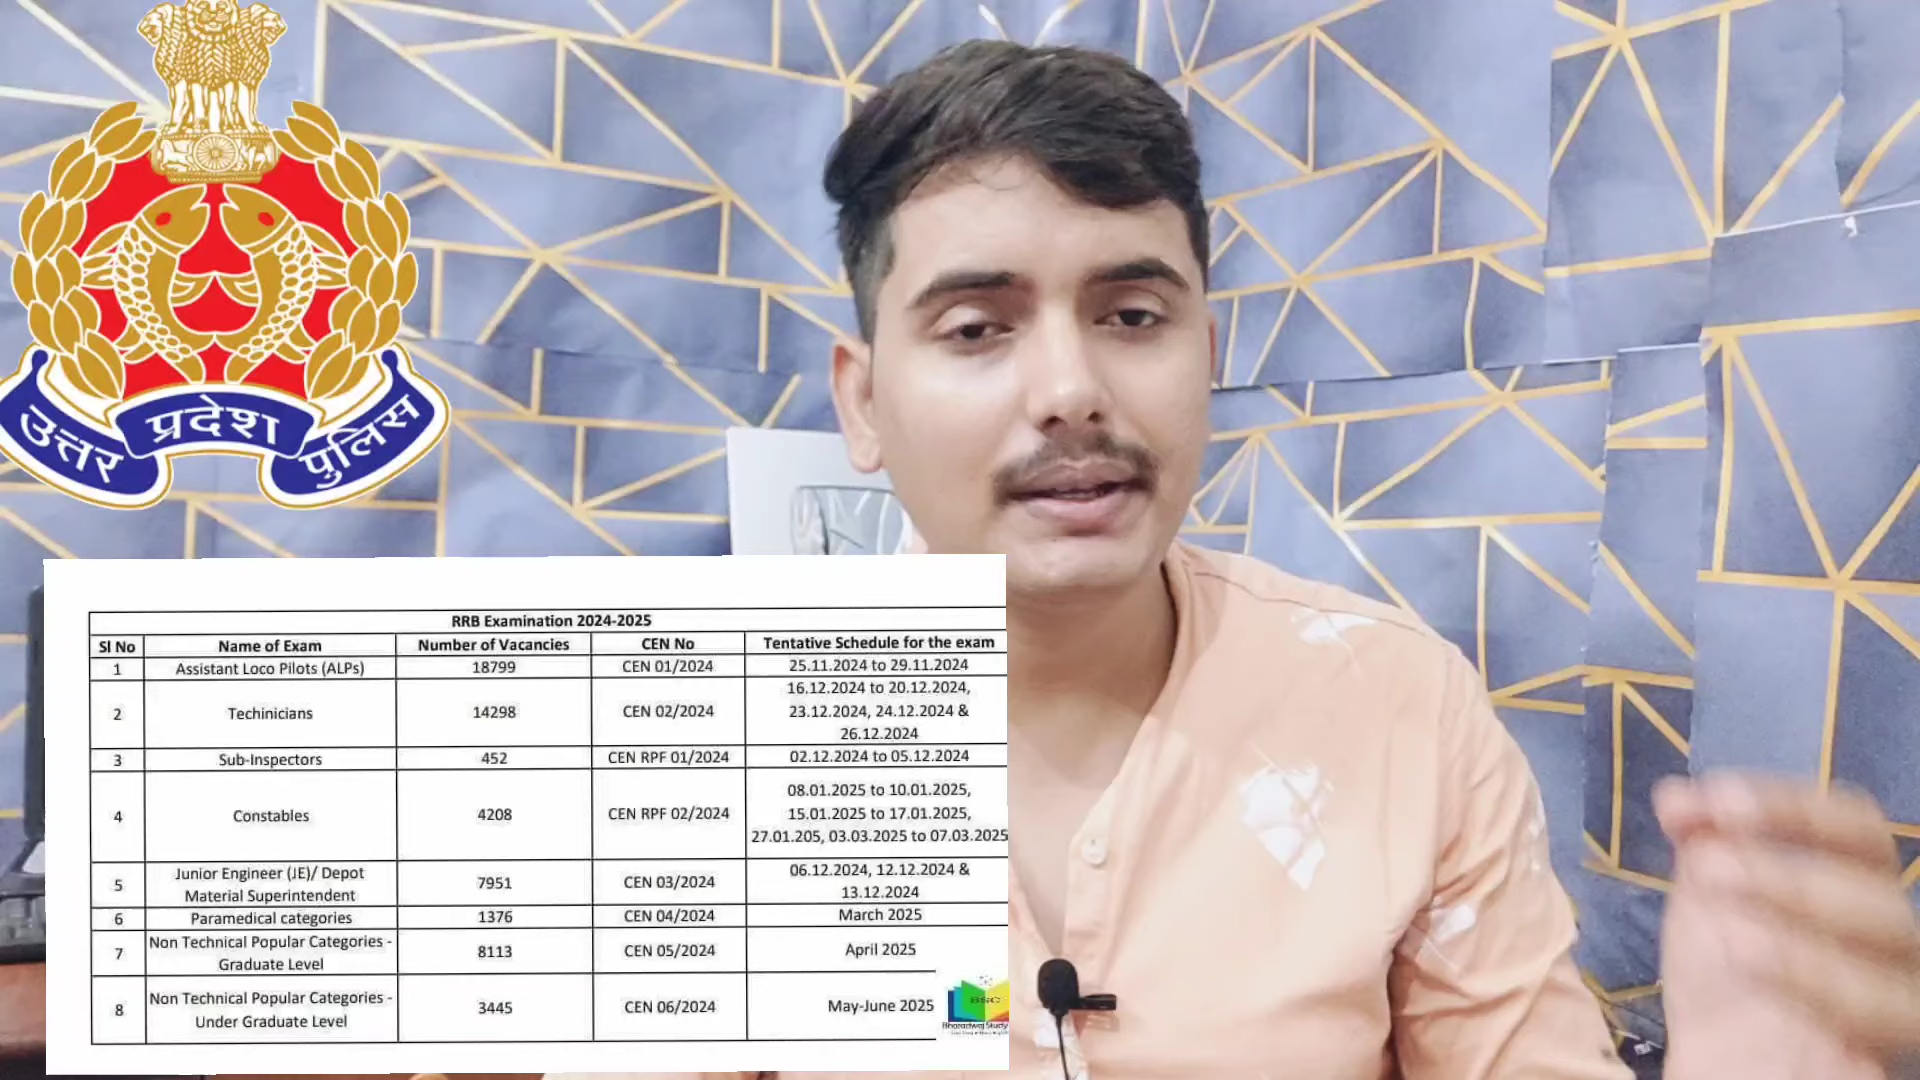 उत्तर प्रदेश पुलिस
RRB Examination 2024-2025
Sl No Name of Exam Number of Vacancies CEN No Tentative Schedule for the exam
1 Assistant Loco Pilots (ALPs) 18799 CEN 01/2024 25.11.2024 to 29.11.2024
2 Techinicians 14298 CEN 02/2024 16.12.2024 to 20.12.2024,
23.12.2024, 24.12.2024 &
26.12.2024
3 Sub-Inspectors 452 CEN RPF 01/2024 02.12.2024 to 05.12.2024
4 Constables 4208 CEN RPF 02/2024 08.01.2025 to 10.01.2025,
15.01.2025 to 17.01.2025,
27.01.205, 03.03.2025 to 07.03.2025
5 Junior Engineer (JE)/ Depot
Material Superintendent 7951 CEN 03/2024 06.12.2024, 12.12.2024 &
13.12.2024
6 Paramedical categories 1376 CEN 04/2024 March 2025
7 Non Technical Popular Categories -
Graduate Level 8113 CEN 05/2024 April 2025
8 Non Technical Popular Categories -
Under Graduate Level 3445 CEN 06/2024 May-June 2025
BSC
Bharadwaj Study